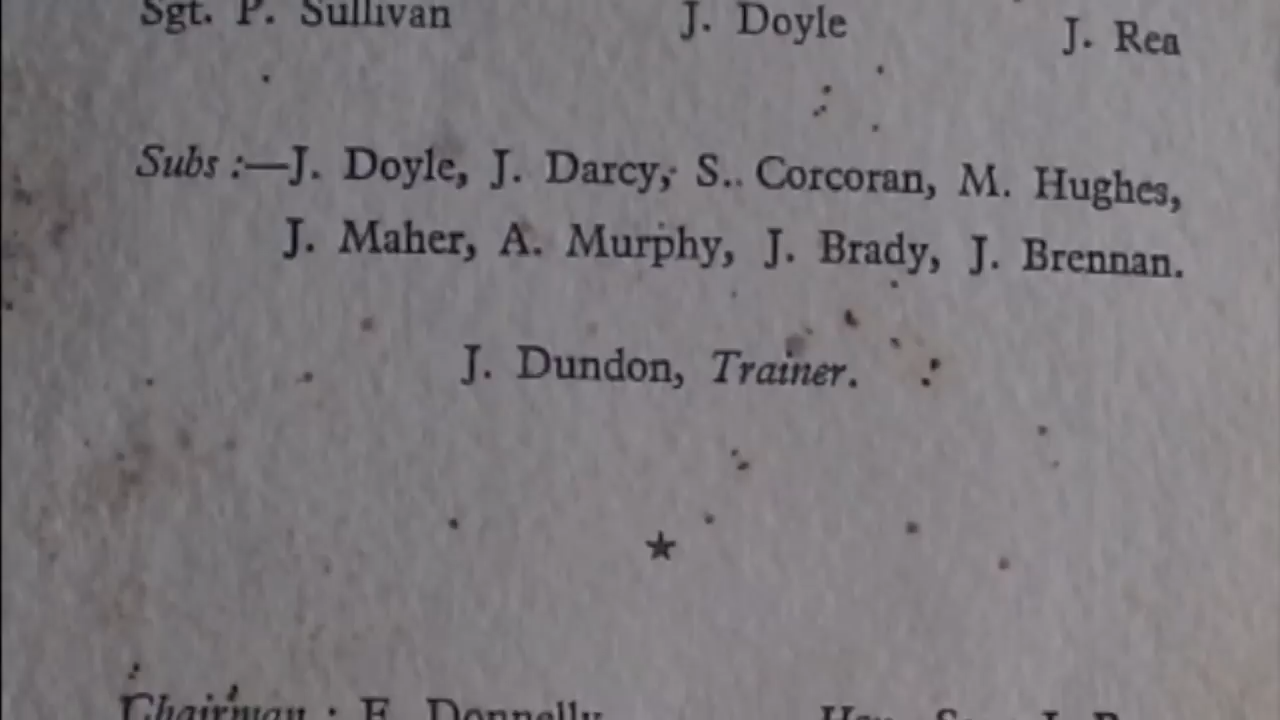 Sgt. P. Sullivan J. Doyle J. Rea
Subs :—J. Doyle, J. Darcy, S. Corcoran, M. Hughes,
J. Maher, A. Murphy, J. Brady, J. Brennan.
J. Dundon, Trainer.
Chairman : E. Donnelly